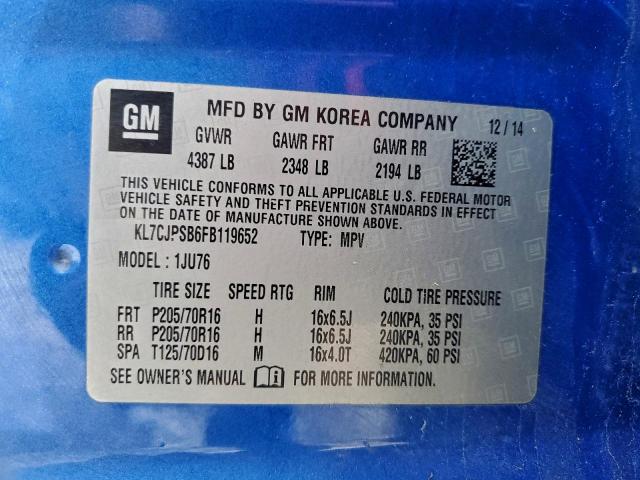 GM MFD BY GM KOREA COMPANY 12/14
GVWR GAWR FRT GAWR RR
4387 LB 2348 LB 2194 LB
THIS VEHICLE CONFORMS TO ALL APPLICABLE U.S. FEDERAL MOTOR
VEHICLE SAFETY AND THEFT PREVENTION STANDARDS IN EFFECT
ON THE DATE OF MANUFACTURE SHOWN ABOVE.
KL7CJPSB6FB119652 TYPE: MPV
MODEL: 1JU76
TIRE SIZE SPEED RTG RIM COLD TIRE PRESSURE
FRT P205/70R16 H 16x6.5J 240KPA, 35 PSI
RR P205/70R16 H 16x6.5J 240KPA, 35 PSI
SPA T125/70D16 M 16x4.0T 420KPA, 60 PSI
SEE OWNER'S MANUAL FOR MORE INFORMATION.